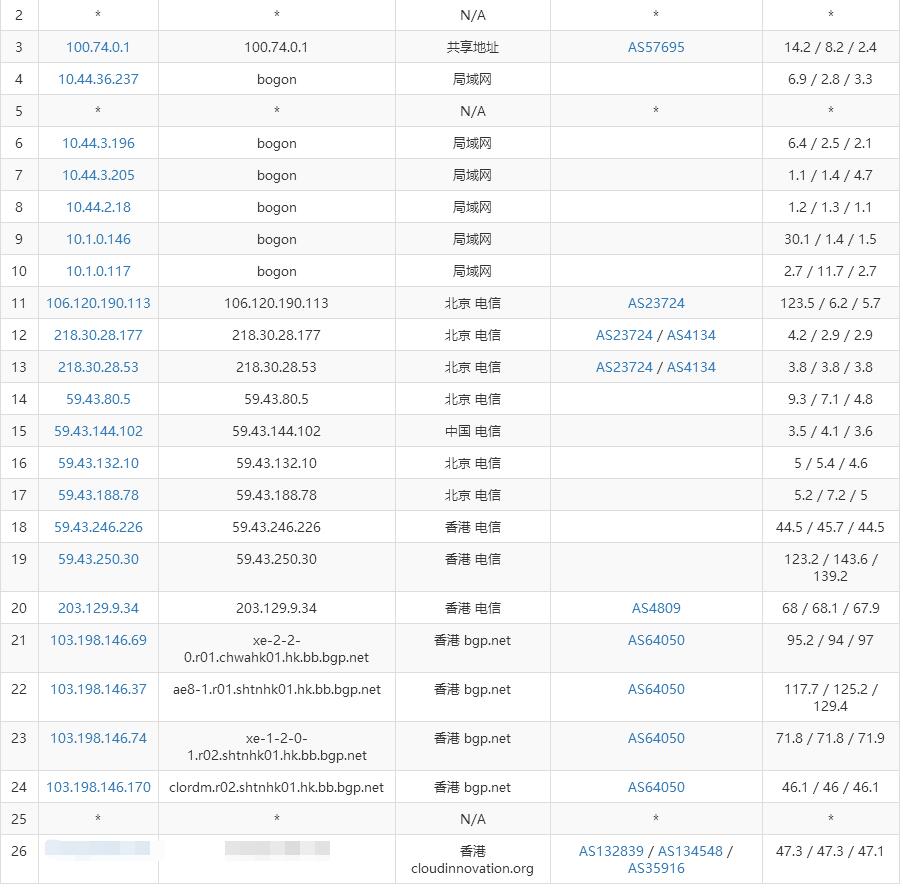 2 * * N/A * *
3 100.74.0.1 100.74.0.1 共享地址 AS57695 14.2 / 8.2 / 2.4
4 10.44.36.237 bogon 局域网 6.9 / 2.8 / 3.3
5 * * N/A * *
6 10.44.3.196 bogon 局域网 6.4 / 2.5 / 2.1
7 10.44.3.205 bogon 局域网 1.1 / 1.4 / 4.7
8 10.44.2.18 bogon 局域网 1.2 / 1.3 / 1.1
9 10.1.0.146 bogon 局域网 30.1 / 1.4 / 1.5
10 10.1.0.117 bogon 局域网 2.7 / 11.7 / 2.7
11 106.120.190.113 106.120.190.113 北京 电信 AS23724 123.5 / 6.2 / 5.7
12 218.30.28.177 218.30.28.177 北京 电信 AS23724 / AS4134 4.2 / 2.9 / 2.9
13 218.30.28.53 218.30.28.53 北京 电信 AS23724 / AS4134 3.8 / 3.8 / 3.8
14 59.43.80.5 59.43.80.5 北京 电信 9.3 / 7.1 / 4.8
15 59.43.144.102 59.43.144.102 中国 电信 3.5 / 4.1 / 3.6
16 59.43.132.10 59.43.132.10 北京 电信 5 / 5.4 / 4.6
17 59.43.188.78 59.43.188.78 北京 电信 5.2 / 7.2 / 5
18 59.43.246.226 59.43.246.226 香港 电信 44.5 / 45.7 / 44.5
19 59.43.250.30 59.43.250.30 香港 电信 123.2 / 143.6 /
139.2
20 203.129.9.34 203.129.9.34 香港 电信 AS4809 68 / 68.1 / 67.9
21 103.198.146.69 xe-2-2- 香港 bgp.net AS64050 95.2 / 94 / 97
0.r01.chwahk01.hk.bb.bgp.net
22 103.198.146.37 ae8-1.r01.shtnhk01.hk.bb.bgp.net 香港 bgp.net AS64050 117.7 / 125.2 /
129.4
23 103.198.146.74 xe-1-2-0- 香港 bgp.net AS64050 71.8 / 71.8 / 71.9
1.r02.shtnhk01.hk.bb.bgp.net
24 103.198.146.170 clordm.r02.shtnhk01.hk.bb.bgp.net 香港 bgp.net AS64050 46.1 / 46 / 46.1
25 * * N/A * *
26 香港 AS132839 / AS134548 / 47.3 / 47.3 / 47.1
cloudinnovation.org AS35916